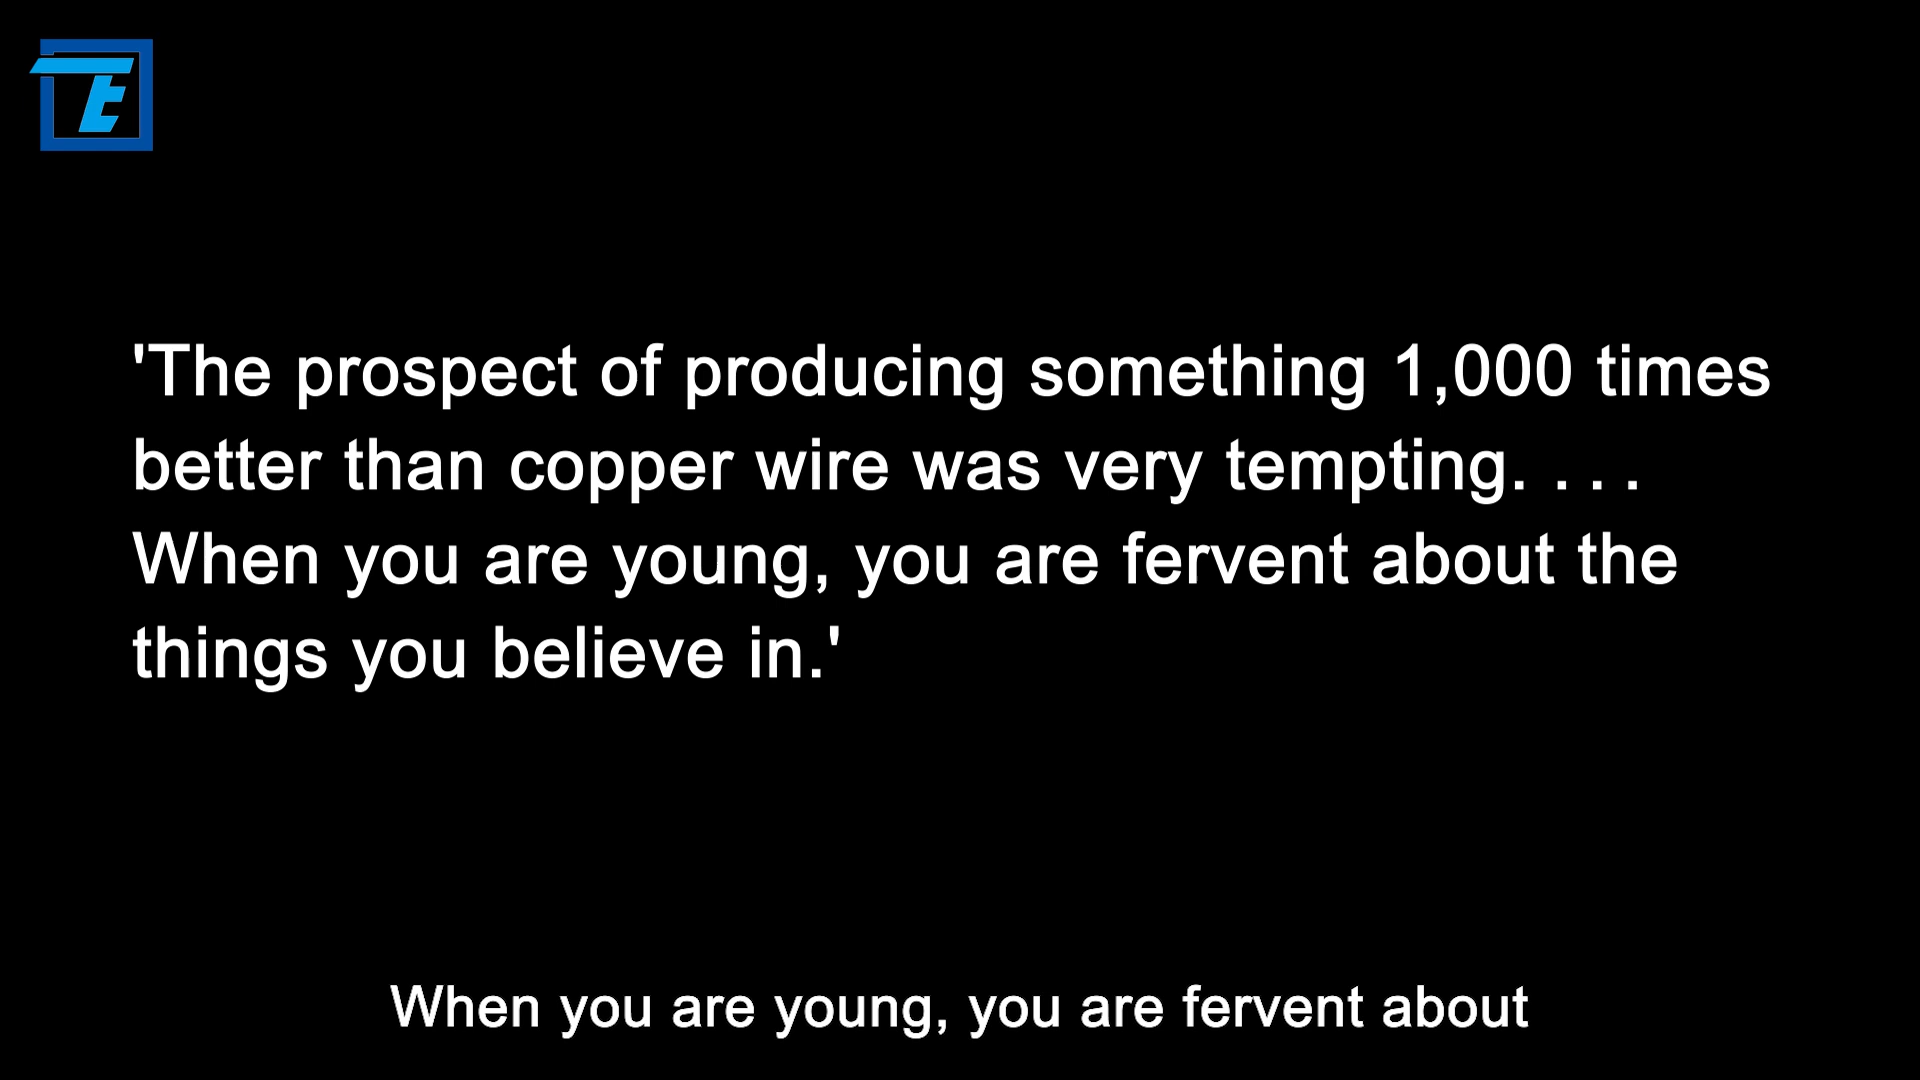 TE
'The prospect of producing something 1,000 times
better than copper wire was very tempting. . . .
When you are young, you are fervent about the
things you believe in.'
When you are young, you are fervent about